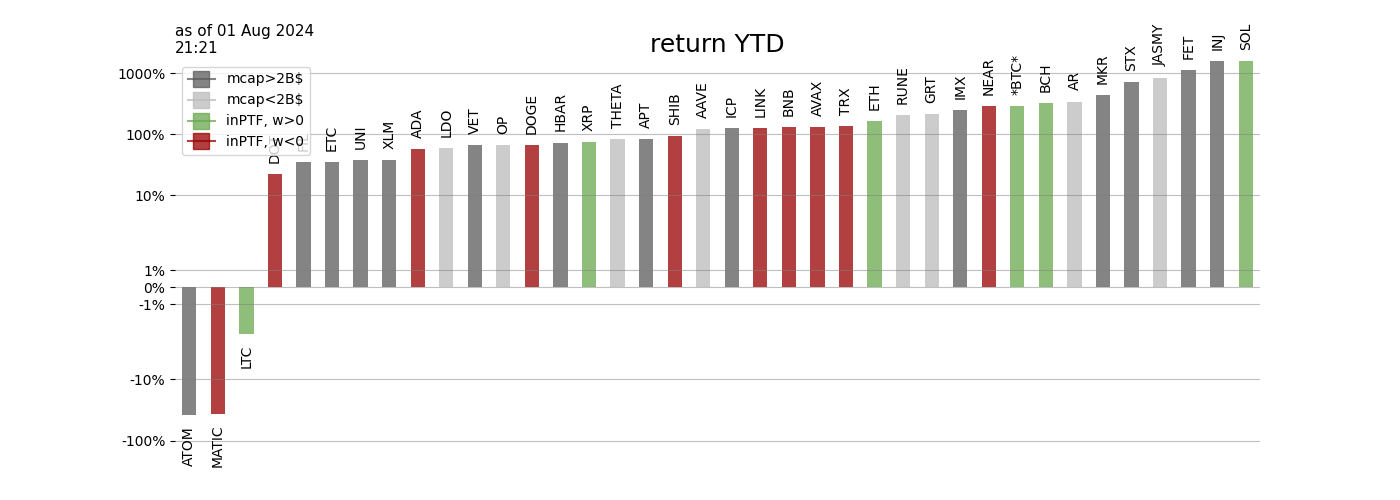 as of 01 Aug 2024
21:21
return YTD
mcap>2B$
mcap<2B$
inPTF, w>0
inPTF, w<0
1000%
100%
10%
1%
0%
-1%
-10%
-100%
ATOM
MATIC
LTC
ETC
UNI
XLM
ADA
LDO
VET
OP
DOGE
HBAR
XRP
THETA
APT
SHIB
AAVE
ICP
LINK
BNB
AVAX
TRX
ETH
RUNE
GRT
IMX
NEAR
*BTC*
BCH
AR
MKR
STX
JASMY
FET
INJ
SOL